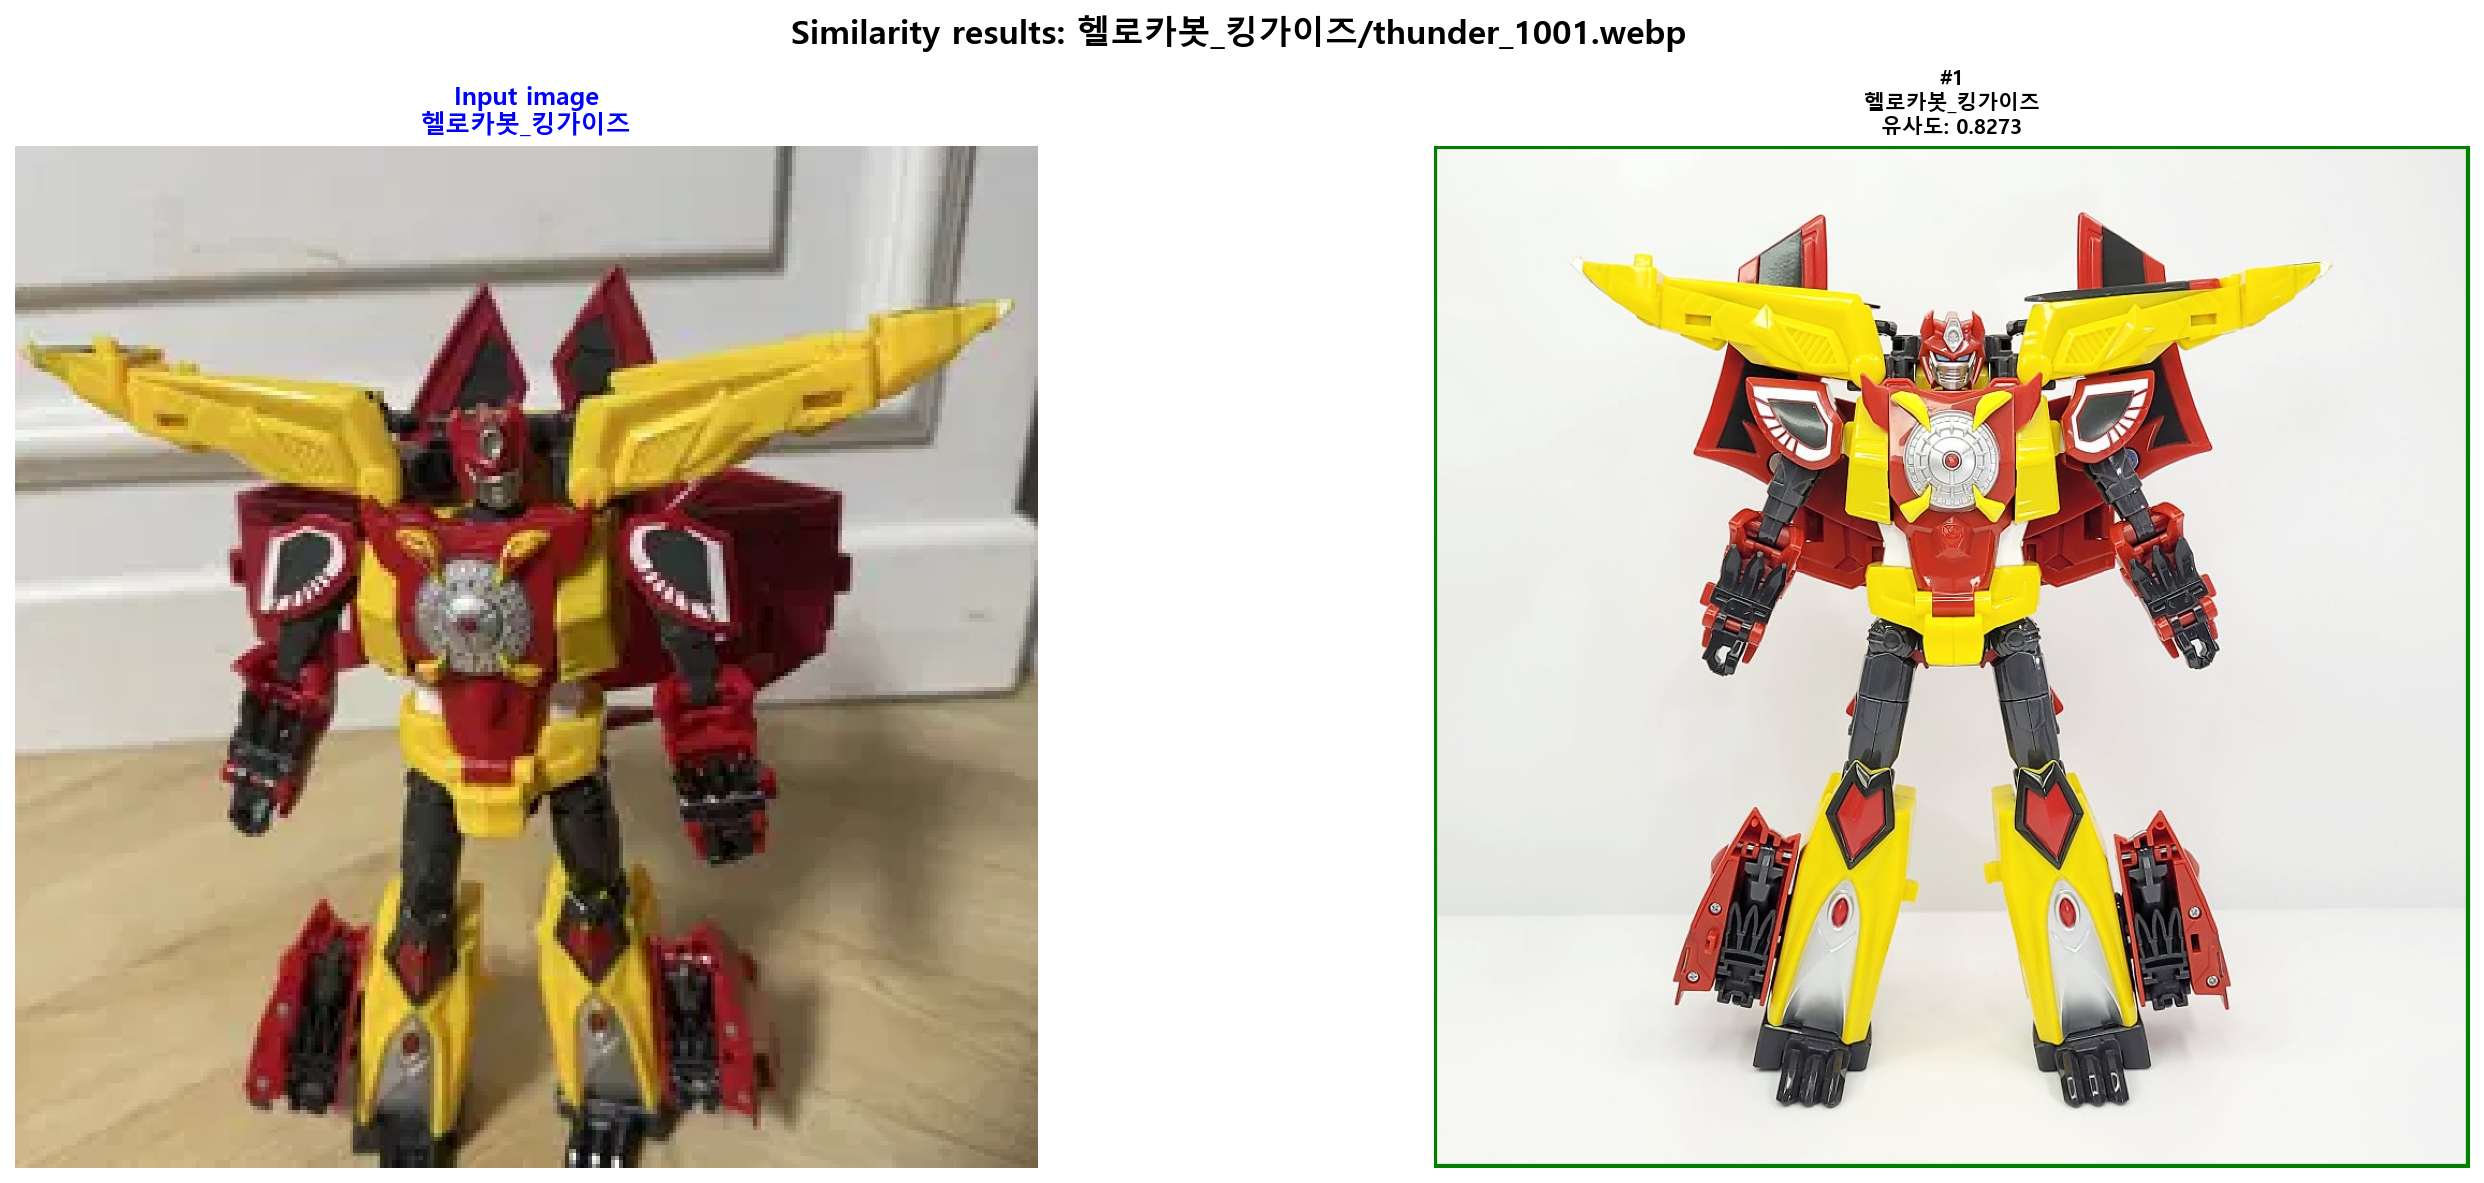 Similarity results: 헬로카봇_킹가이즈/thunder_1001.webp
Input image
헬로카봇_킹가이즈
#1
헬로카봇_킹가이즈
유사도: 0.8273